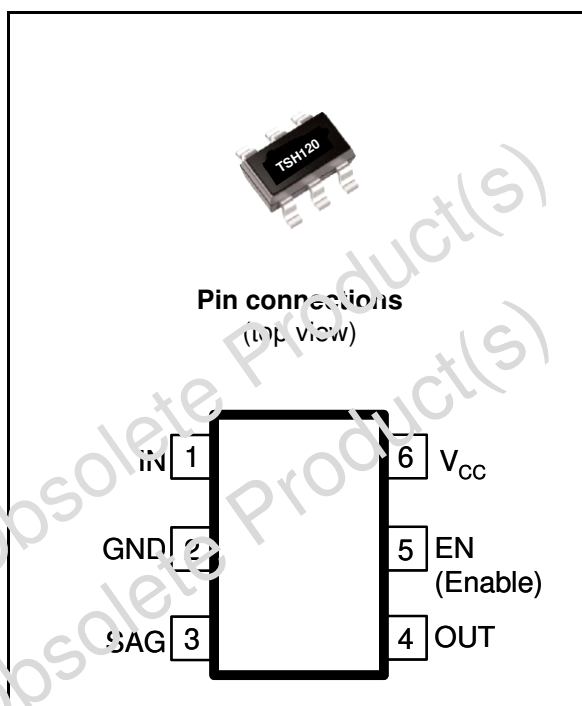 TSH120
Pin connections
(top view)
IN 1
6 VCC
GND 2
5 EN
(Enable)
SAG 3
4 OUT
Obsolete Product(s)
Obsolete Product(s)